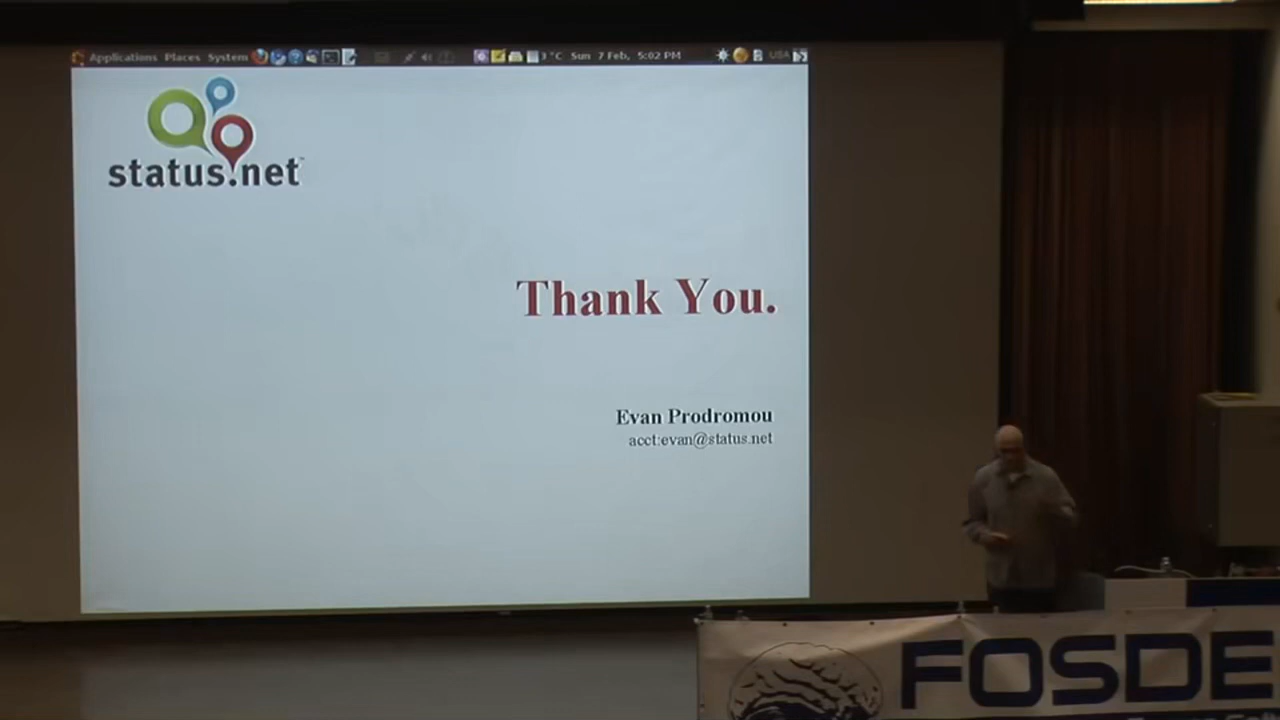 Applications Places System
°C Sun 7 Feb, 5:02 PM
USA
status.net
Thank You.
Evan Prodromou
acct:evan@status.net
FOSDE